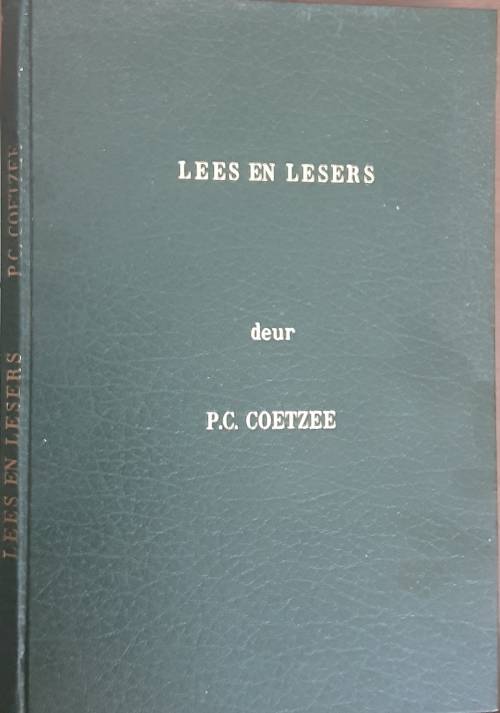 LEES EN LESERS
deur
P.C. COETZEE
LEES EN LESERS P.C. COETZEE